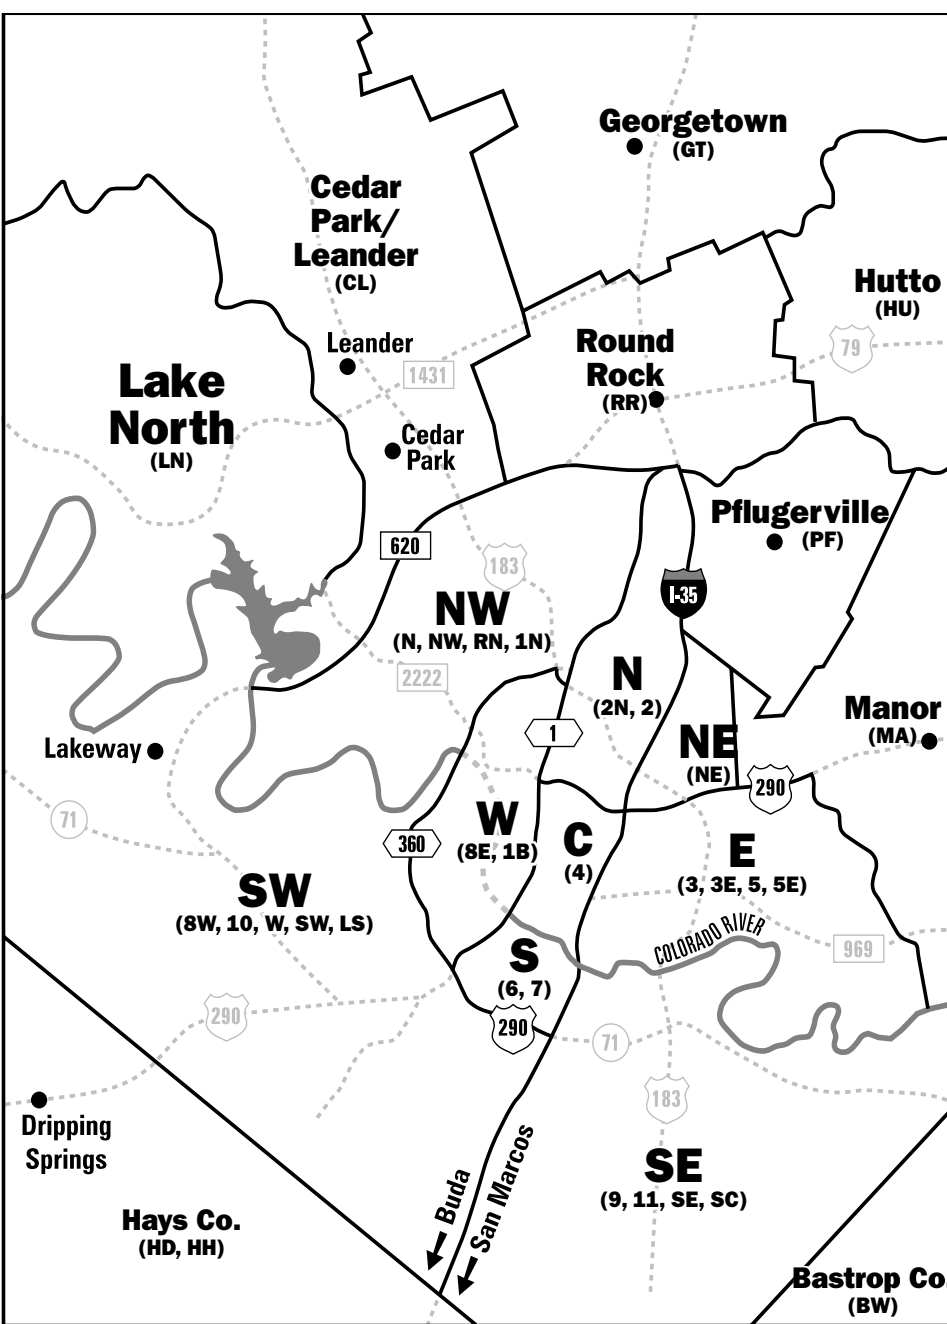 Georgetown
(GT)
Cedar
Park/
Leander
(CL)
Hutto
(HU)
Leander
1431
Round
Rock
(RR)
79
Lake
North
(LN)
Cedar
Park
Pflugerville
(PF)
620
183
I-35
NW
(N, NW, RN, 1N)
2222
N
(2N, 2)
Manor
(MA)
Lakeway
1
NE
(NE)
290
71
360
W
(8E, 1B)
C
(4)
E
(3, 3E, 5, 5E)
SW
(8W, 10, W, SW, LS)
COLORADO RIVER
969
S
(6, 7)
290
290
71
183
Dripping
Springs
SE
(9, 11, SE, SC)
Buda
San Marcos
Hays Co.
(HD, HH)
Bastrop Co.
(BW)